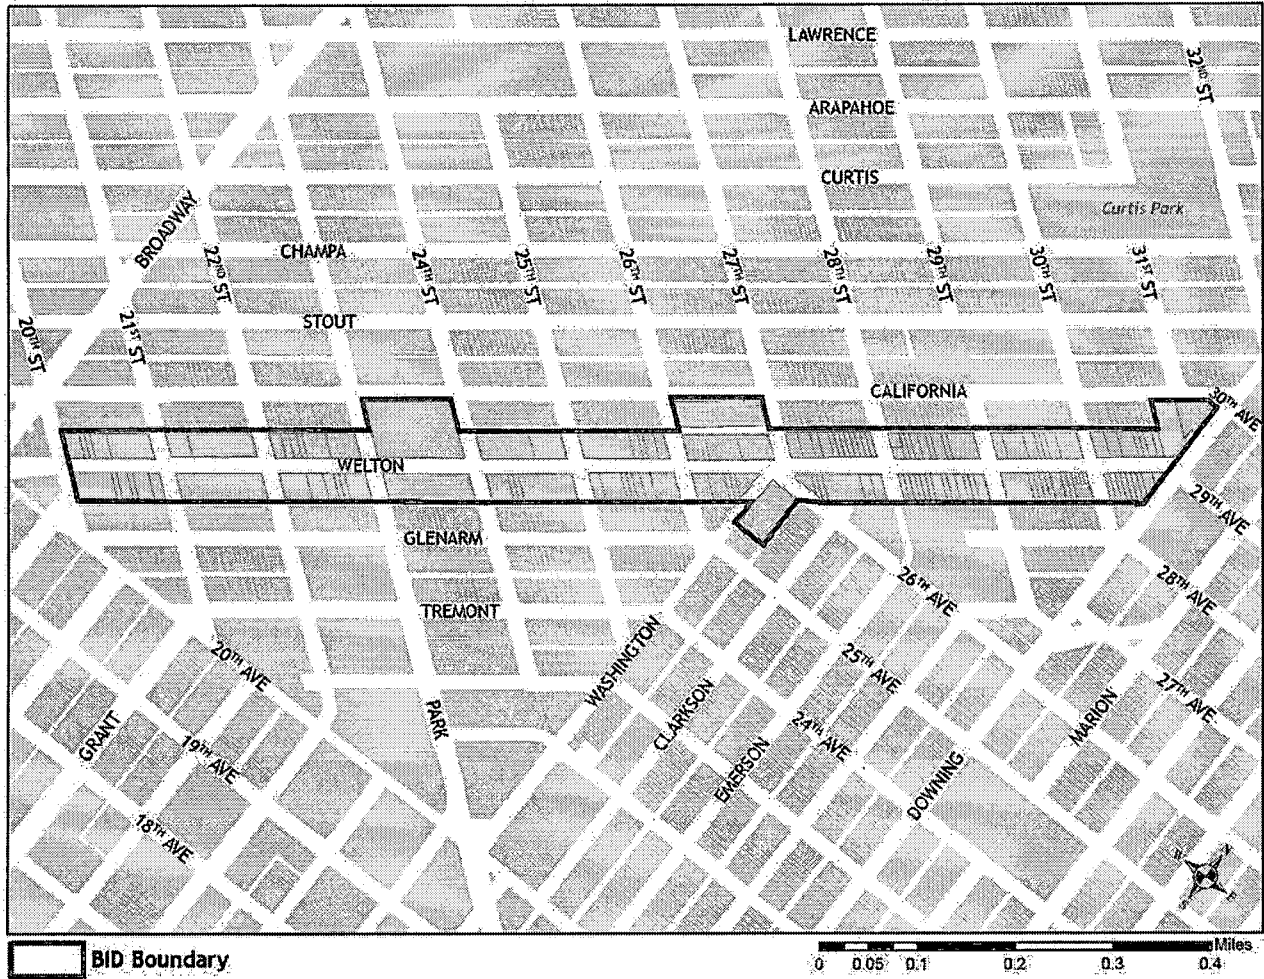 LAWRENCE
32ND ST
ARAPAHOE
CURTIS
Curtis Park
BROADWAY
CHAMPA
22ND ST
24TH ST
25TH ST
26TH ST
27TH ST
28TH ST
29TH ST
30TH ST
31ST ST
20TH ST
21ST ST
STOUT
CALIFORNIA
30TH AVE
WELTON
29TH AVE
GLENARM
26TH AVE
28TH AVE
TREMONT
20TH AVE
WASHINGTON
25TH AVE
27TH AVE
GRANT
19TH AVE
PARK
CLARKSON
24TH AVE
MARION
EMERSON
DOWNING
18TH AVE
N
W
E
S
BID Boundary
Miles
0 0.05 0.1 0.2 0.3 0.4